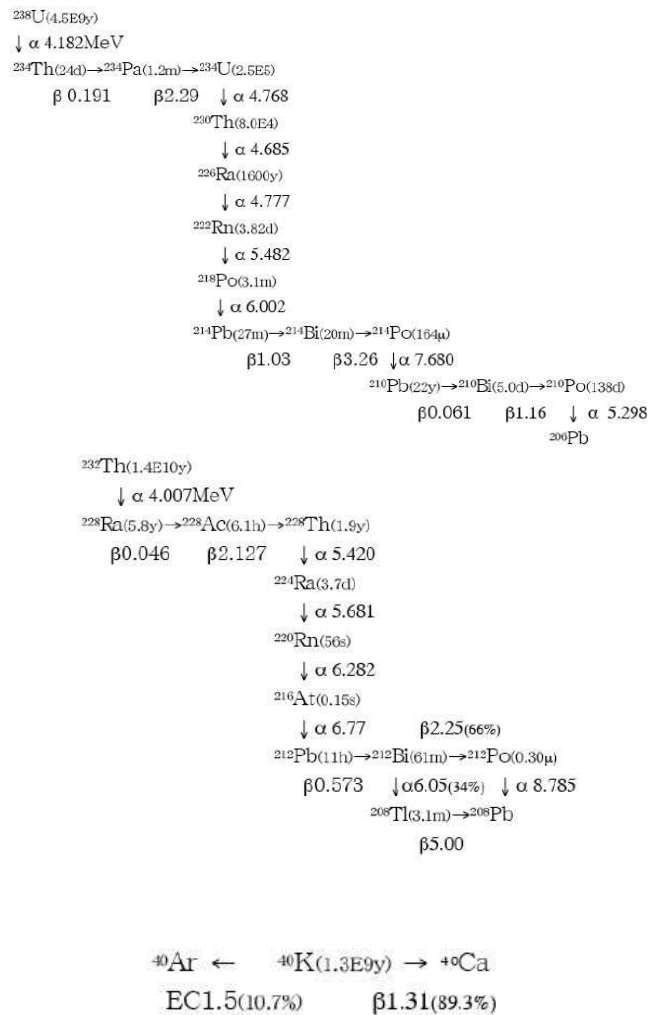 ²³⁸U(4.5E9y)
↓ α 4.182MeV
²³⁴Th(24d)→²³⁴Pa(1.2m)→²³⁴U(2.5E5)
β 0.191 β2.29 ↓ α 4.768
²³⁰Th(8.0E4)
↓ α 4.685
²²⁶Ra(1600y)
↓ α 4.777
²²²Rn(3.82d)
↓ α 5.482
²¹⁸Po(3.1m)
↓ α 6.002
²¹⁴Pb(27m)→²¹⁴Bi(20m)→²¹⁴Po(164μ)
β1.03 β3.26 ↓α 7.680
²¹⁰Pb(22y)→²¹⁰Bi(5.0d)→²¹⁰Po(138d)
β0.061 β1.16 ↓ α 5.298
²⁰⁶Pb
²³²Th(1.4E10y)
↓ α 4.007MeV
²²⁸Ra(5.8y)→²²⁸Ac(6.1h)→²²⁸Th(1.9y)
β0.046 β2.127 ↓ α 5.420
²²⁴Ra(3.7d)
↓ α 5.681
²²⁰Rn(56s)
↓ α 6.282
²¹⁶At(0.15s)
↓ α 6.77 β2.25(66%)
²¹²Pb(11h)→²¹²Bi(61m)→²¹²Po(0.30μ)
β0.573 ↓α6.05(34%) ↓ α 8.785
²⁰⁸Tl(3.1m)→²⁰⁸Pb
β5.00
⁴⁰Ar ← ⁴⁰K(1.3E9y) → ⁴⁰Ca
EC1.5(10.7%) β1.31(89.3%)